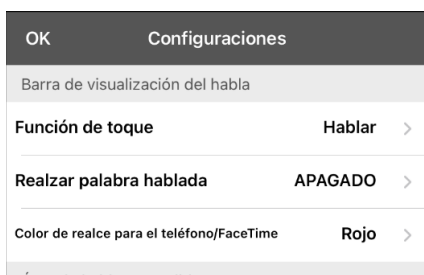 OK Configuraciones
Barra de visualización del habla
Función de toque Hablar
Realzar palabra hablada APAGADO
Color de realce para el teléfono/FaceTime Rojo